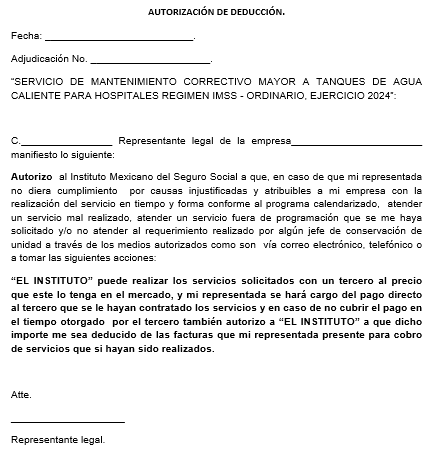 AUTORIZACIÓN DE DEDUCCIÓN.
Fecha: ___________________________.
Adjudicación No. ______________________.
“SERVICIO DE MANTENIMIENTO CORRECTIVO MAYOR A TANQUES DE AGUA
CALIENTE PARA HOSPITALES REGIMEN IMSS - ORDINARIO, EJERCICIO 2024”:
C.________________ Representante legal de la empresa________________________
manifiesto lo siguiente:
Autorizo al Instituto Mexicano del Seguro Social a que, en caso de que mi representada
no diera cumplimiento por causas injustificadas y atribuibles a mi empresa con la
realización del servicio en tiempo y forma conforme al programa calendarizado, atender
un servicio mal realizado, atender un servicio fuera de programación que se me haya
solicitado y/o no atender al requerimiento realizado por algún jefe de conservación de
unidad a través de los medios autorizados como son vía correo electrónico, telefónico o
a tomar las siguientes acciones:
“EL INSTITUTO” puede realizar los servicios solicitados con un tercero al precio
que este lo tenga en el mercado, y mi representada se hará cargo del pago directo
al tercero que se le hayan contratado los servicios y en caso de no cubrir el pago en
el tiempo otorgado por el tercero también autorizo a “EL INSTITUTO” a que dicho
importe me sea deducido de las facturas que mi representada presente para cobro
de servicios que si hayan sido realizados.
Atte.
_____________________
Representante legal.